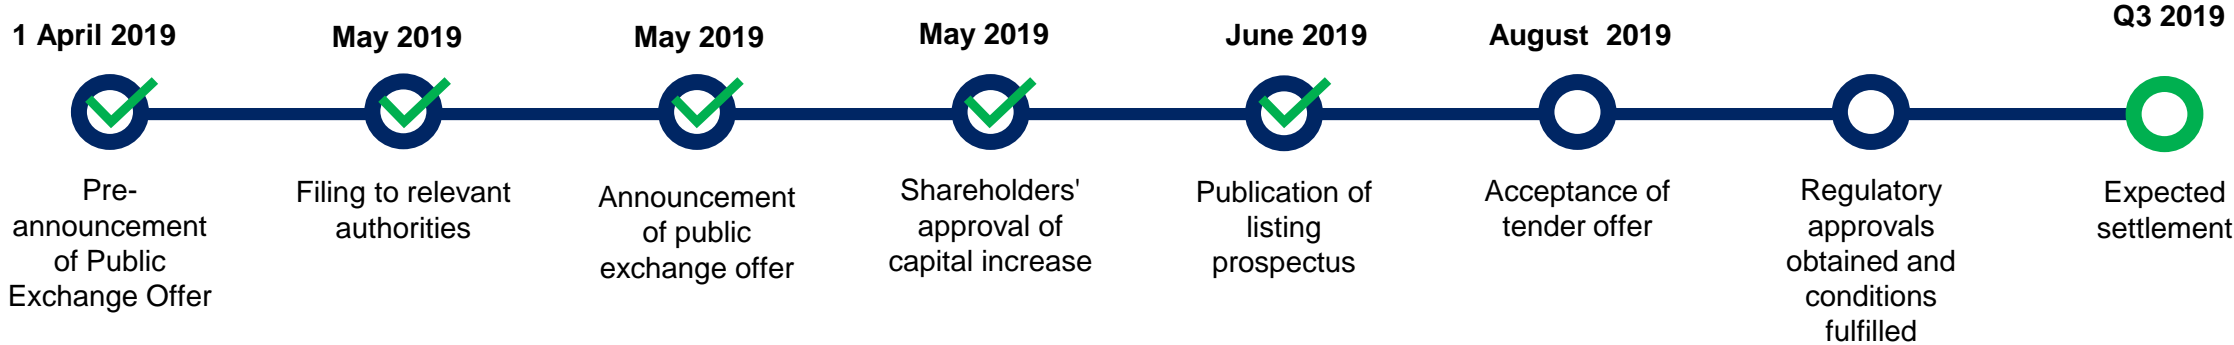 1 April 2019
May 2019
May 2019
May 2019
June 2019
August  2019
Q3 2019
Pre-
announcement
of Public
Exchange Offer
Filing to relevant
authorities
Announcement
of public
exchange offer
Shareholders'
approval of
capital increase
Publication of
listing
prospectus
Acceptance of
tender offer
Regulatory
approvals
obtained and
conditions
fulfilled
Expected
settlement